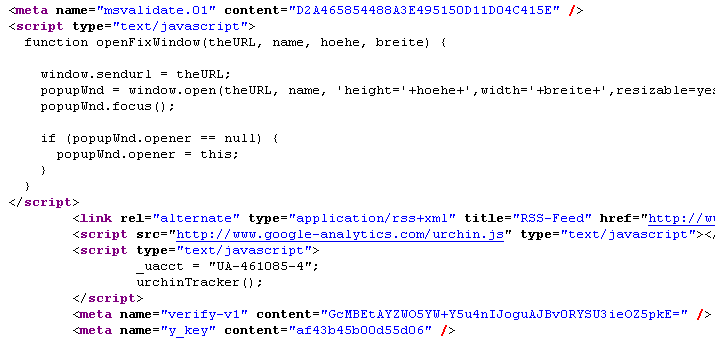 <meta name="msvalidate.01" content="D2A465854488A3E495150D11D04C415E" />
<script type="text/javascript">
function openFixWindow(theURL, name, hoehe, breite) {
window.sendurl = theURL;
popupWnd = window.open(theURL, name, 'height='+hoehe+',width='+breite+',resizable=yes
popupWnd.focus();
if (popupWnd.opener == null) {
popupWnd.opener = this;
}
}
</script>
<link rel="alternate" type="application/rss+xml" title="RSS-Feed" href="http://ww
<script src="http://www.google-analytics.com/urchin.js" type="text/javascript"></
<script type="text/javascript">
_uacct = "UA-461085-4";
urchinTracker();
</script>
<meta name="verify-v1" content="GcMBEtAYZWO5YW+Y5u4nIJoguAJBv0RYSU3ieOZ5pkE=" />
<meta name="y_key" content="af43b45b00d55d06" />